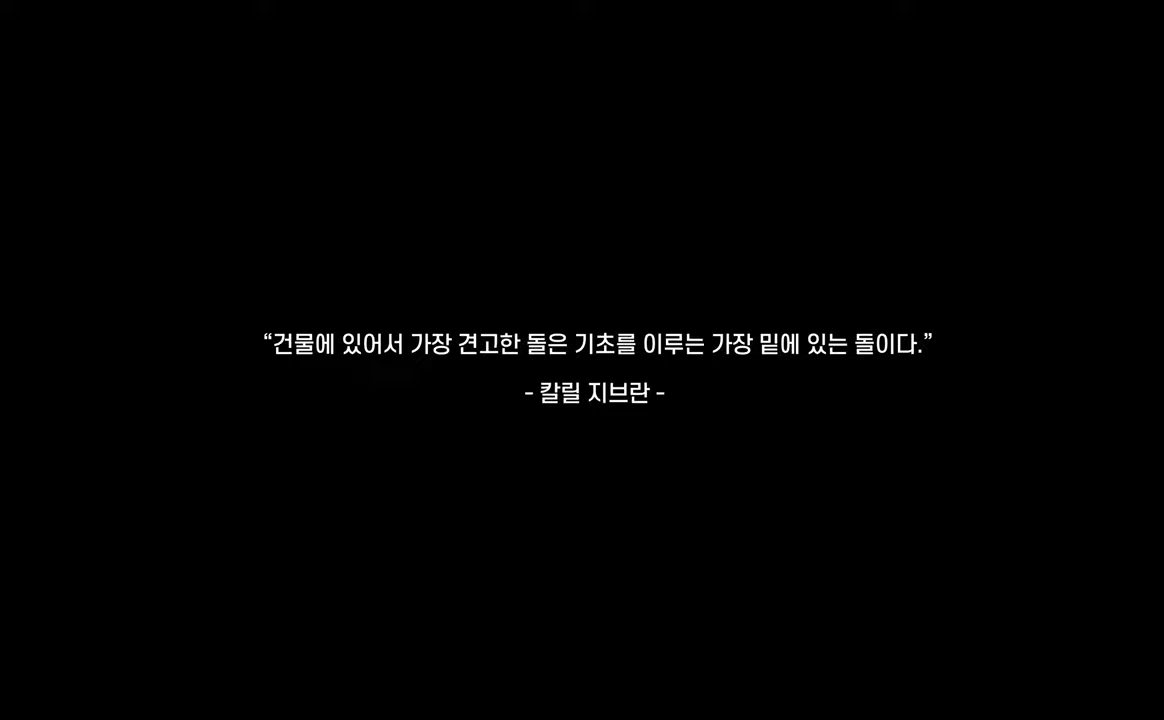 “건물에 있어서 가장 견고한 돌은 기초를 이루는 가장 밑에 있는 돌이다.”
- 칼릴 지브란 -